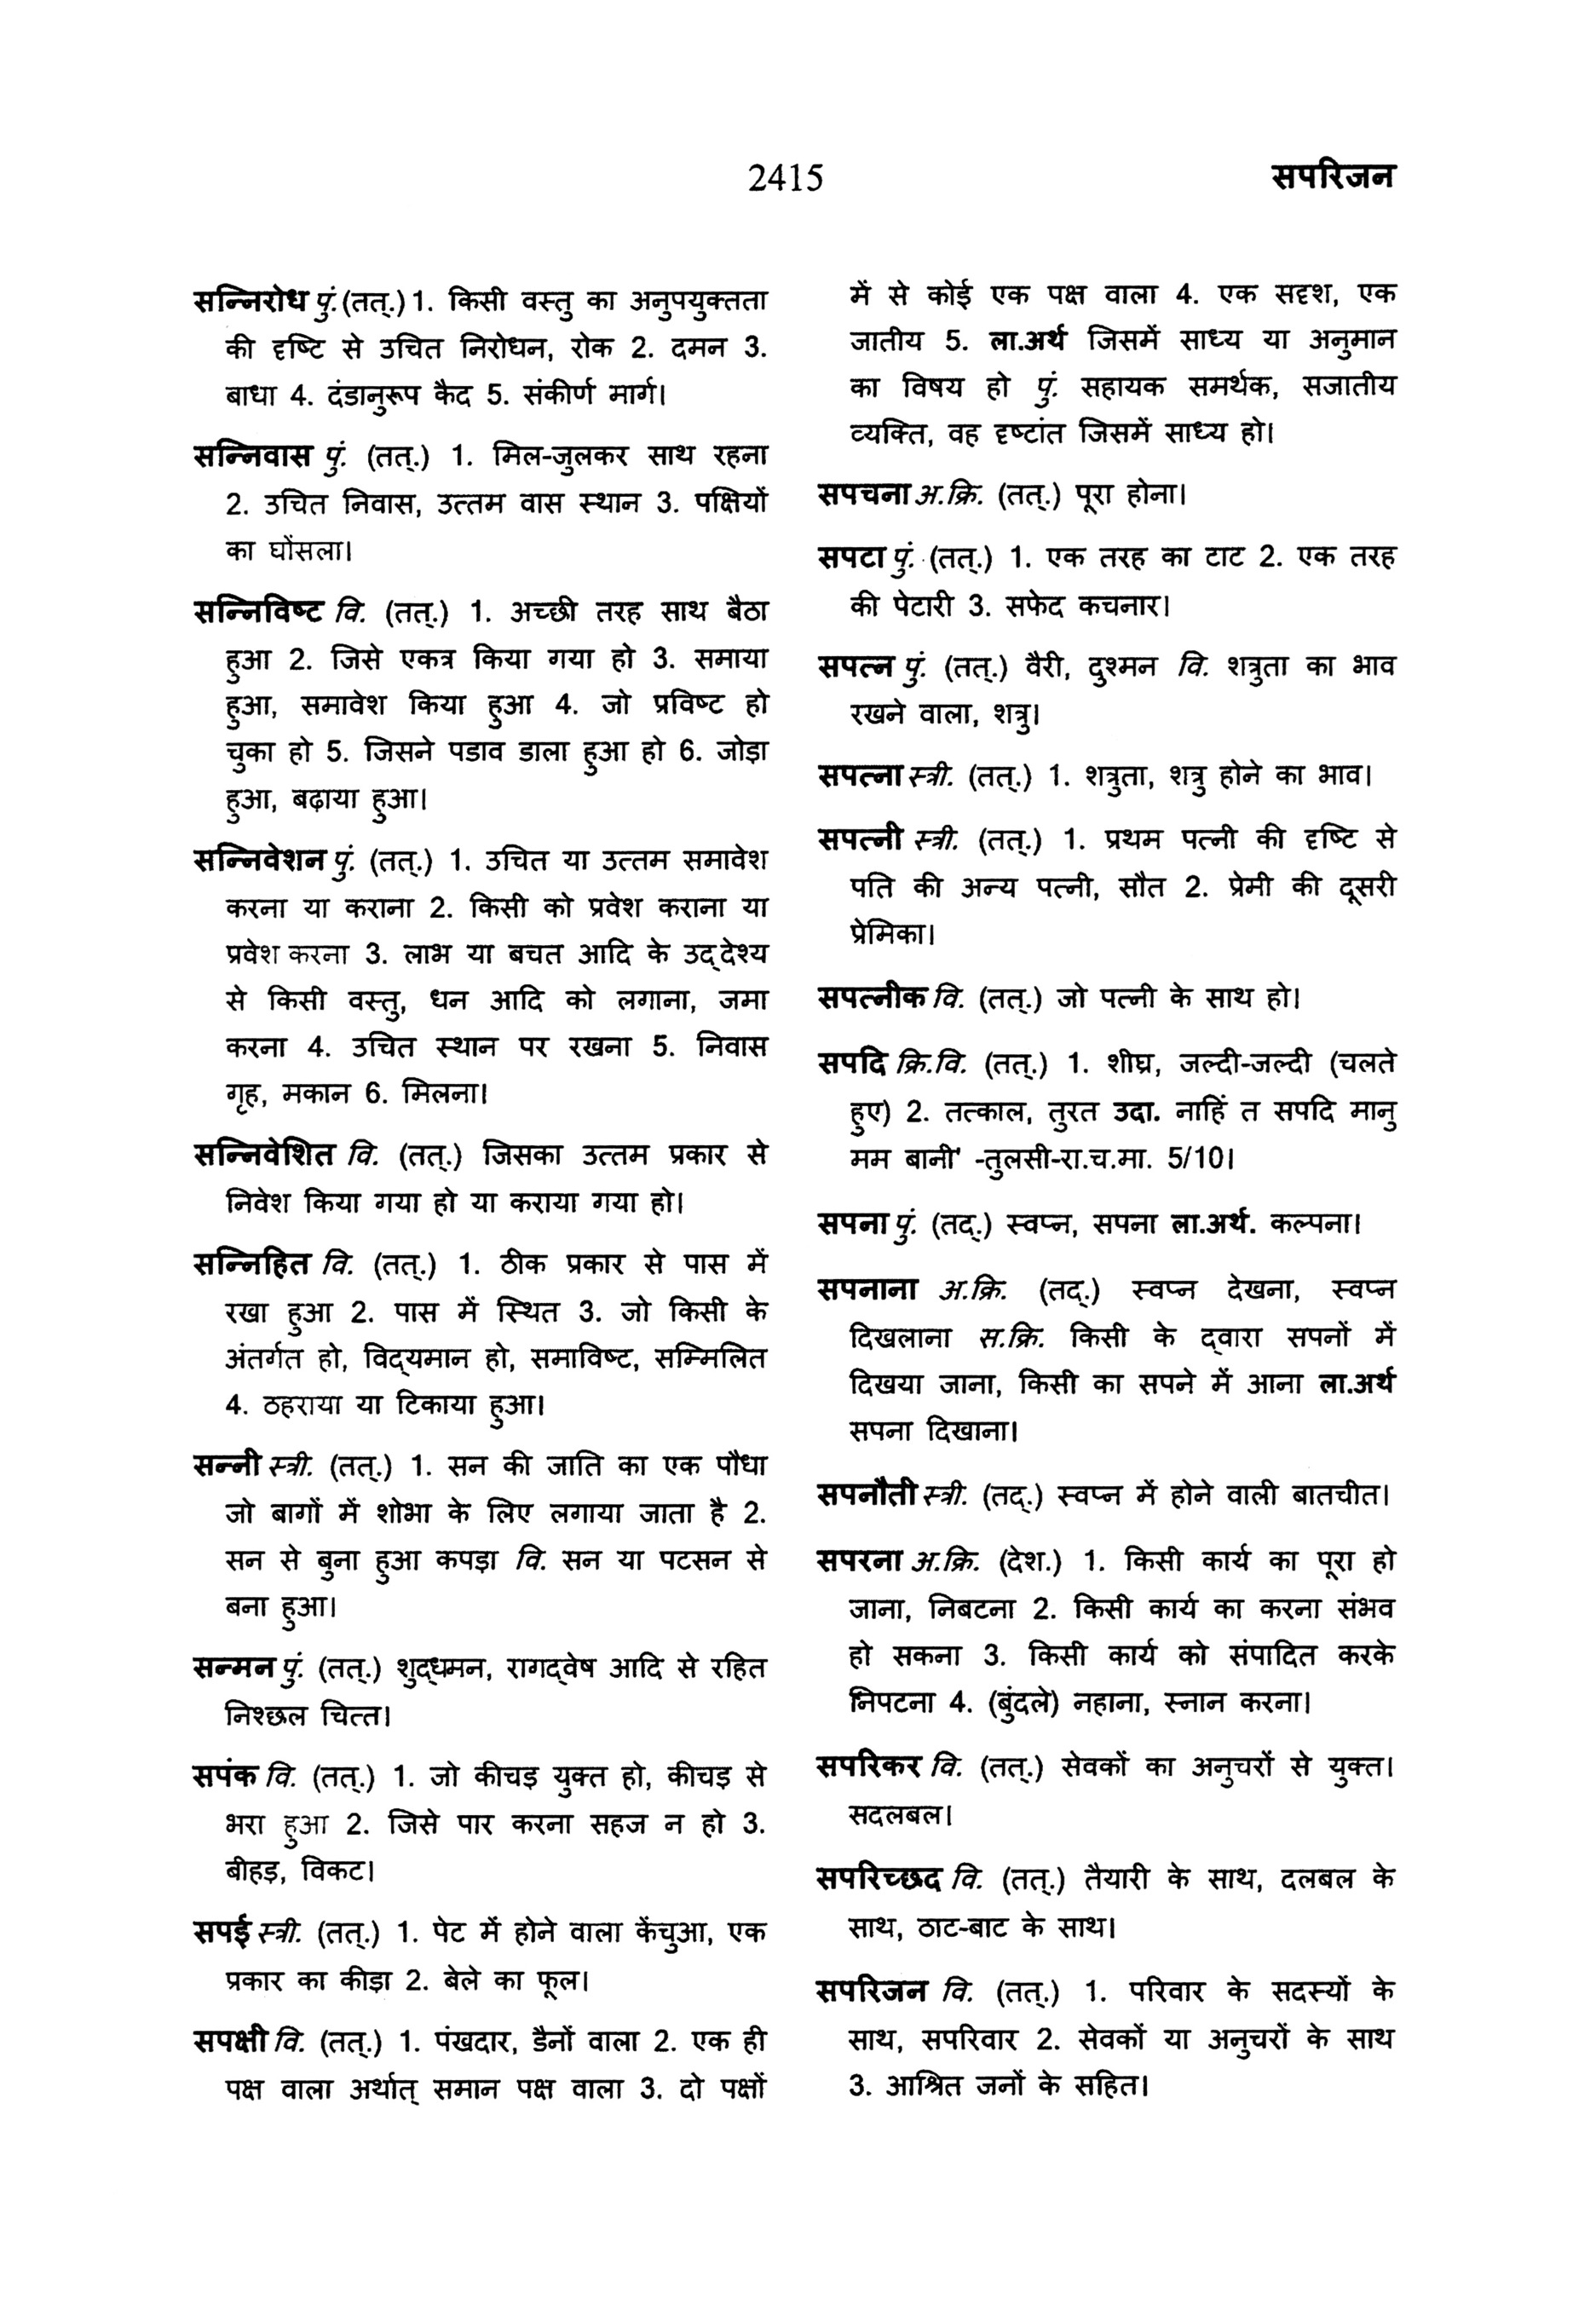 2415
सपरिजन
सन्निरोध पुं.(तत्.) 1. किसी वस्तु का अनुपयुक्तता
की दृष्टि से उचित निरोधन, रोक 2. दमन 3.
बाधा 4. दंडानुरूप कैद 5. संकीर्ण मार्ग।
सन्निवास पुं. (तत्.) 1. मिल-जुलकर साथ रहना
2. उचित निवास, उत्तम वास स्थान 3. पक्षियों
का घोंसला।
सन्निविष्ट वि. (तत्.) 1. अच्छी तरह साथ बैठा
हुआ 2. जिसे एकत्र किया गया हो 3. समाया
हुआ, समावेश किया हुआ 4. जो प्रविष्ट हो
चुका हो 5. जिसने पडाव डाला हुआ हो 6. जोड़ा
हुआ, बढ़ाया हुआ।
सन्निवेशन पुं. (तत्.) 1. उचित या उत्तम समावेश
करना या कराना 2. किसी को प्रवेश कराना या
प्रवेश करना 3. लाभ या बचत आदि के उद्‌देश्य
से किसी वस्तु, धन आदि को लगाना, जमा
करना 4. उचित स्थान पर रखना 5. निवास
गृह, मकान 6. मिलना।
सन्निवेशित वि. (तत्.) जिसका उत्तम प्रकार से
निवेश किया गया हो या कराया गया हो।
सन्निहित वि. (तत्.) 1. ठीक प्रकार से पास में
रखा हुआ 2. पास में स्थित 3. जो किसी के
अंतर्गत हो, विद्‌यमान हो, समाविष्ट, सम्मिलित
4. ठहराया या टिकाया हुआ।
सन्नी स्त्री. (तत्.) 1. सन की जाति का एक पौधा
जो बागों में शोभा के लिए लगाया जाता है 2.
सन से बुना हुआ कपड़ा वि. सन या पटसन से
बना हुआ।
सन्मन पुं. (तत्.) शुद्‌धमन, रागद्‌वेष आदि से रहित
निश्छल चित्त।
सपंक वि. (तत्.) 1. जो कीचड़ युक्त हो, कीचड़ से
भरा हुआ 2. जिसे पार करना सहज न हो 3.
बीहड़, विकट।
सपई स्त्री. (तत्.) 1. पेट में होने वाला केंचुआ, एक
प्रकार का कीड़ा 2. बेले का फूल।
सपक्षी वि. (तत्.) 1. पंखदार, डैनों वाला 2. एक ही
पक्ष वाला अर्थात् समान पक्ष वाला 3. दो पक्षों
में से कोई एक पक्ष वाला 4. एक सदृश, एक
जातीय 5. ला.अर्थ जिसमें साध्य या अनुमान
का विषय हो पुं. सहायक समर्थक, सजातीय
व्यक्ति, वह दृष्टांत जिसमें साध्य हो।
सपचना अ.क्रि. (तत्.) पूरा होना।
सपटा पुं. (तत्.) 1. एक तरह का टाट 2. एक तरह
की पेटारी 3. सफेद कचनार।
सपत्न पुं. (तत्.) वैरी, दुश्मन वि. शत्रुता का भाव
रखने वाला, शत्रु।
सपत्ना स्त्री. (तत्.) 1. शत्रुता, शत्रु होने का भाव।
सपत्नी स्त्री. (तत्.) 1. प्रथम पत्नी की दृष्टि से
पति की अन्य पत्नी, सौत 2. प्रेमी की दूसरी
प्रेमिका।
सपत्नीक वि. (तत्.) जो पत्नी के साथ हो।
सपदि क्रि.वि. (तत्.) 1. शीघ्र, जल्दी-जल्दी (चलते
हुए) 2. तत्काल, तुरत उदा. नाहिं त सपदि मानु
मम बानी' -तुलसी-रा.च.मा. 5/10।
सपना पुं. (तद्.) स्वप्न, सपना ला.अर्थ. कल्पना।
सपनाना अ.क्रि. (तद्.) स्वप्न देखना, स्वप्न
दिखलाना स.क्रि. किसी के द्‌वारा सपनों में
दिखया जाना, किसी का सपने में आना ला.अर्थ
सपना दिखाना।
सपनौती स्त्री. (तद्.) स्वप्न में होने वाली बातचीत।
सपरना अ.क्रि. (देश.) 1. किसी कार्य का पूरा हो
जाना, निबटना 2. किसी कार्य का करना संभव
हो सकना 3. किसी कार्य को संपादित करके
निपटना 4. (बुंदले) नहाना, स्नान करना।
सपरिकर वि. (तत्.) सेवकों का अनुचरों से युक्त।
सदलबल।
सपरिच्छद वि. (तत्.) तैयारी के साथ, दलबल के
साथ, ठाट-बाट के साथ।
सपरिजन वि. (तत्.) 1. परिवार के सदस्यों के
साथ, सपरिवार 2. सेवकों या अनुचरों के साथ
3. आश्रित जनों के सहित।